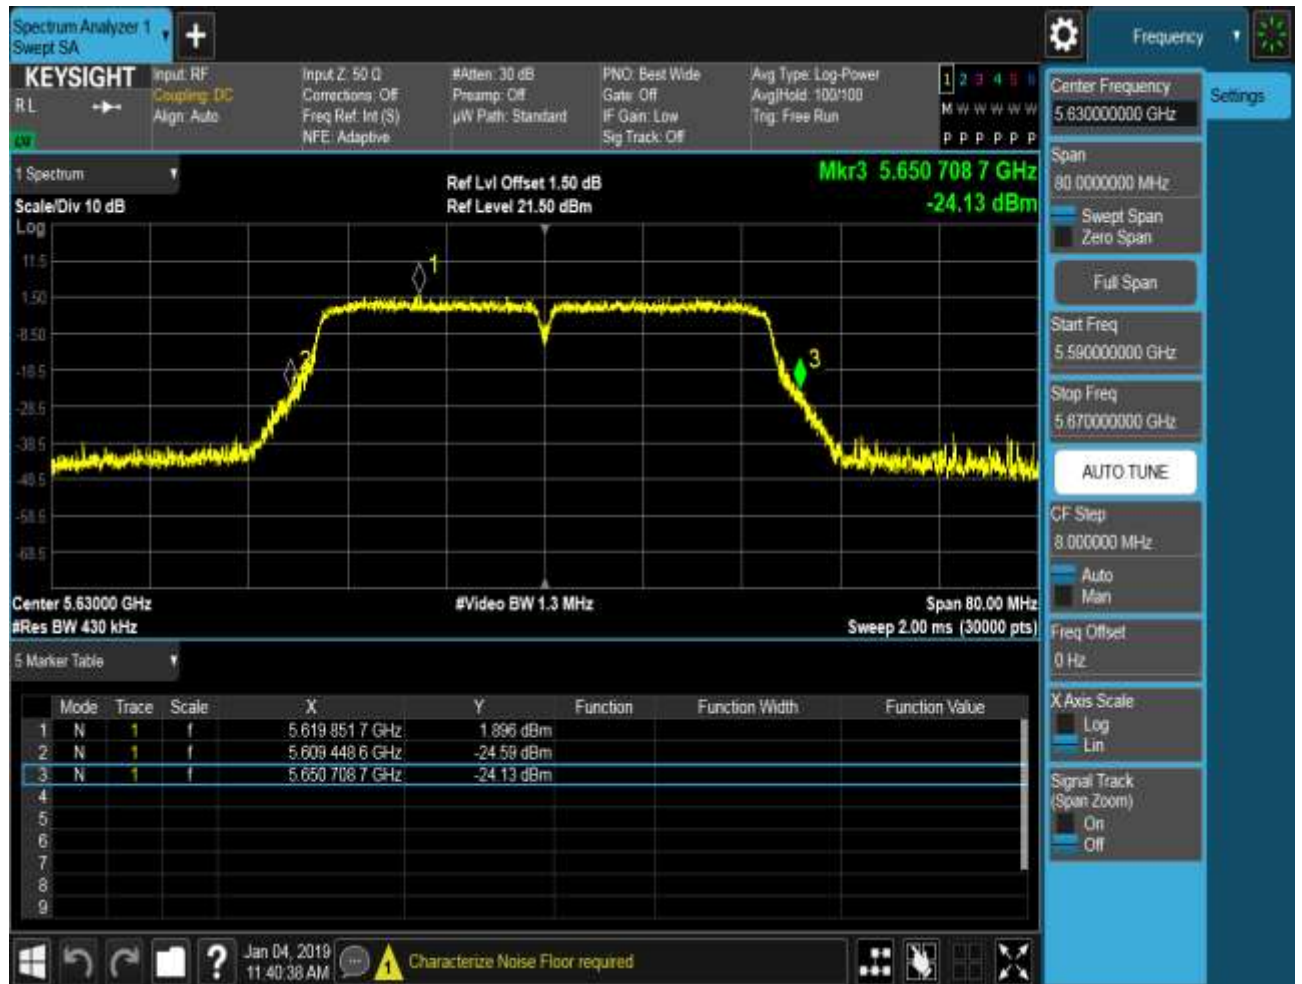 Spectrum Analyzer 1
Swept SA
+
Frequency
KEYSIGHT
R L
Input: RF
Coupling: DC
Align: Auto
Input Z: 50 Ω
Corrections: Off
Freq Ref: Int (S)
NFE: Adaptive
#Atten: 30 dB
Preamp: Off
µW Path: Standard
PNO: Best Wide
Gate: Off
IF Gain: Low
Sig Track: Off
Avg Type: Log-Power
Avg|Hold: 100/100
Trig: Free Run
1 2 3 4 5 6
M W W W W W
P P P P P P
1 Spectrum
Scale/Div 10 dB
Ref Lvl Offset 1.50 dB
Ref Level 21.50 dBm
Mkr3 5.650 708 7 GHz
-24.13 dBm
Log
11.5
1.50
-8.50
-18.5
-28.5
-38.5
-48.5
-58.5
-68.5
1
2
3
Center 5.63000 GHz
#Res BW 430 kHz
#Video BW 1.3 MHz
Span 80.00 MHz
Sweep 2.00 ms (30000 pts)
5 Marker Table
Mode Trace Scale X Y Function Function Width Function Value
1 N 1 f 5.619 851 7 GHz 1.896 dBm
2 N 1 f 5.609 448 6 GHz -24.59 dBm
3 N 1 f 5.650 708 7 GHz -24.13 dBm
4
5
6
7
8
9
Jan 04, 2019
11:40:38 AM
Characterize Noise Floor required
Center Frequency
5.630000000 GHz
Settings
Span
80.0000000 MHz
Swept Span
Zero Span
Full Span
Start Freq
5.590000000 GHz
Stop Freq
5.670000000 GHz
AUTO TUNE
CF Step
8.000000 MHz
Auto
Man
Freq Offset
0 Hz
X Axis Scale
Log
Lin
Signal Track
(Span Zoom)
On
Off